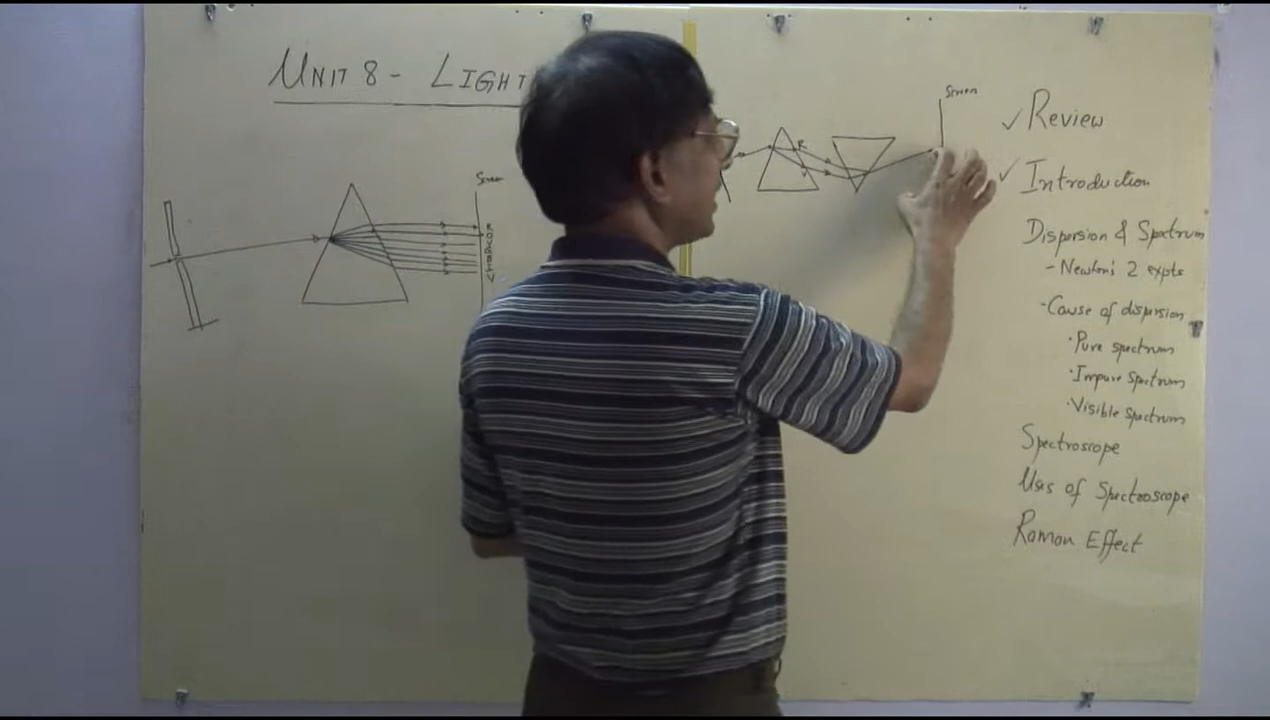 UNIT 8 - LIGHT
Screen
R
V
Screen
✓ Review
✓ Introduction
Dispersion & Spectrum
- Newton's 2 expts
· Cause of dispersion
· Pure spectrum
· Impure spectrum
· Visible spectrum
Spectroscope
Uses of Spectroscope
Raman Effect